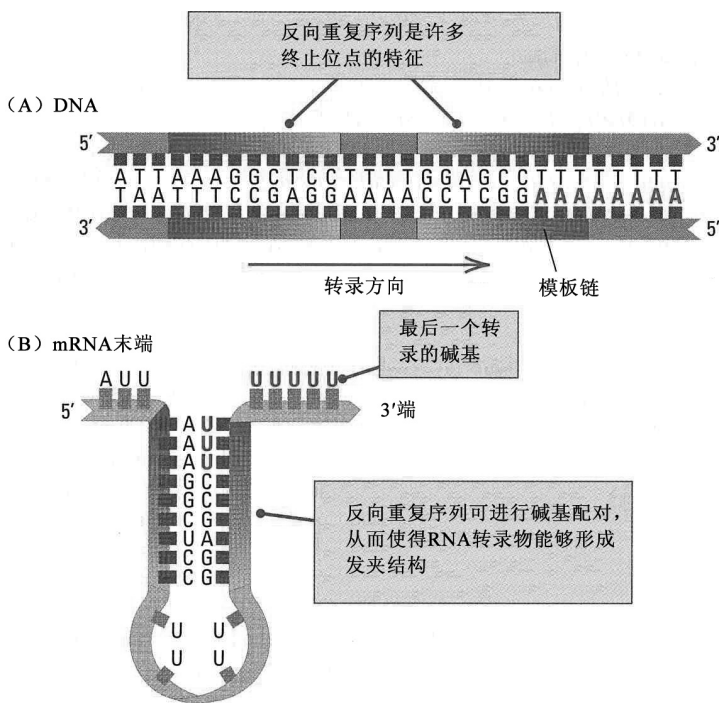 反向重复序列是许多
终止位点的特征
（A）DNA
5′ 3′
ATTAAAGGCTCCTTTTGGAGCCTTTTTTTT
TAATTTCCGAGGAAAACCTCGGAAAAAAAA
3′ 5′
转录方向
模板链
（B）mRNA末端
最后一个转
录的碱基
A U U
U U U U U
5′
3′端
A U
A U
A U
G C
G C
C G
U A
C G
C G
U U
U U
反向重复序列可进行碱基配对，
从而使得RNA转录物能够形成
发夹结构